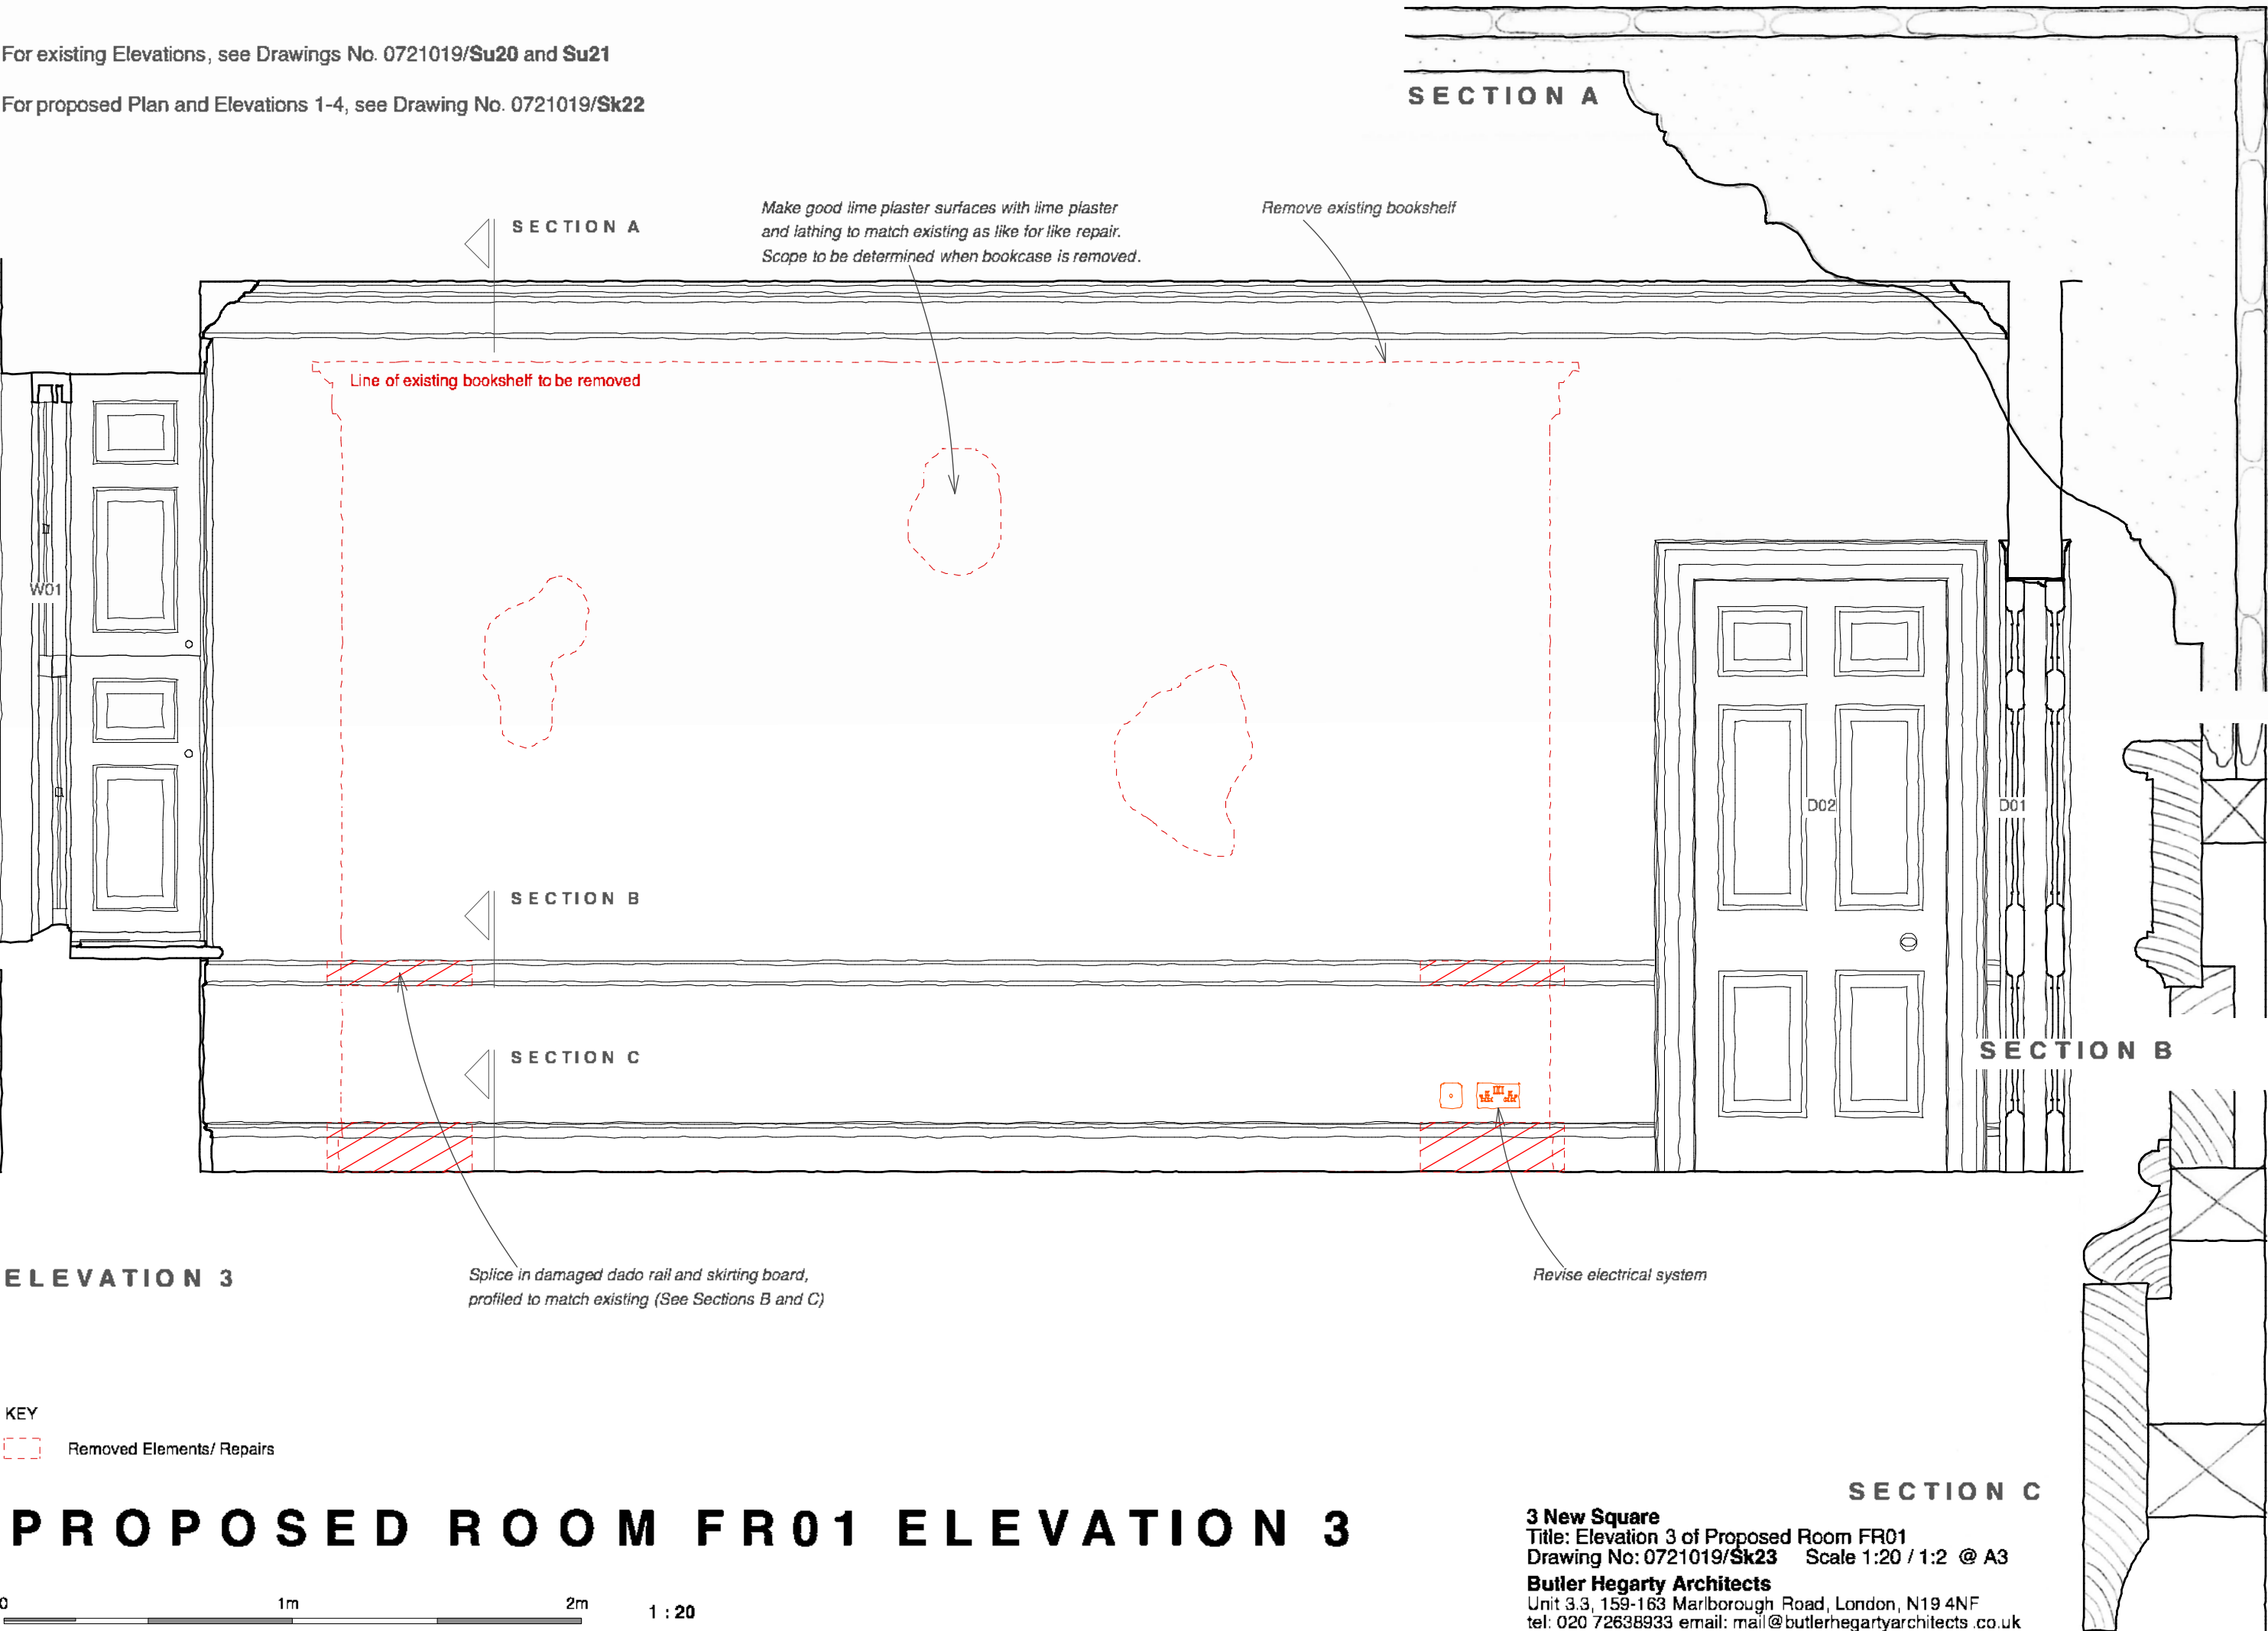 For existing Elevations, see Drawings No. 0721019/Su20 and Su21
For proposed Plan and Elevations 1-4, see Drawing No. 0721019/Sk22
SECTION A
SECTION A
Make good lime plaster surfaces with lime plaster
and lathing to match existing as like for like repair.
Scope to be determined when bookcase is removed.
Remove existing bookshelf
Line of existing bookshelf to be removed
W01
D02
D01
SECTION B
SECTION C
SECTION B
ELEVATION 3
Splice in damaged dado rail and skirting board,
profiled to match existing (See Sections B and C)
Revise electrical system
KEY
Removed Elements/ Repairs
SECTION C
PROPOSED ROOM FR01 ELEVATION 3
0 1m 2m
1 : 20
3 New Square
Title: Elevation 3 of Proposed Room FR01
Drawing No: 0721019/Sk23 Scale 1:20 / 1:2 @ A3
Butler Hegarty Architects
Unit 3.3, 159-163 Marlborough Road, London, N19 4NF
tel: 020 72638933 email: mail@butlerhegartyarchitects.co.uk